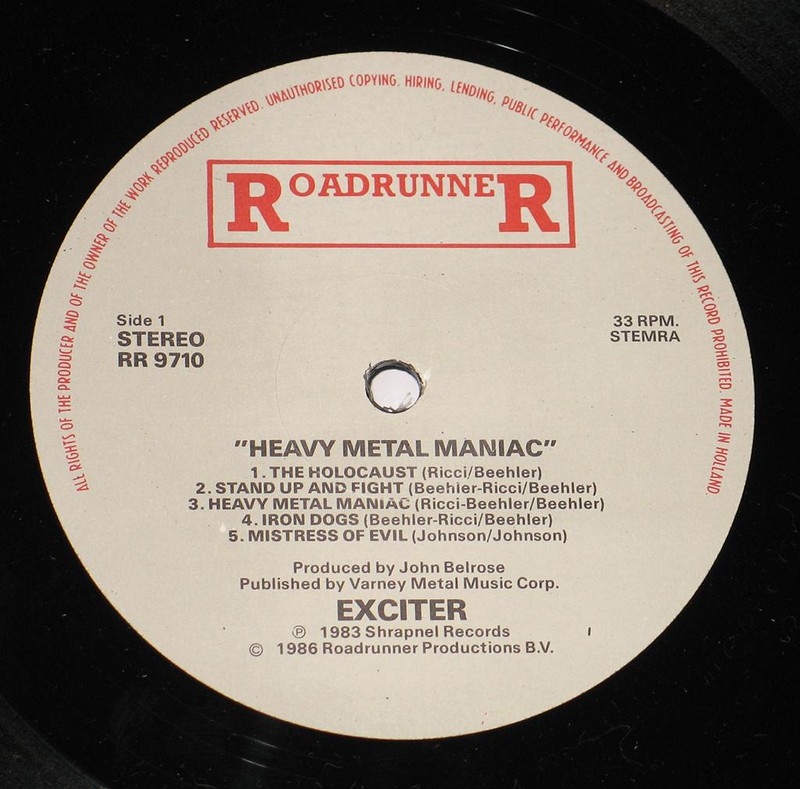 ALL RIGHTS OF THE PRODUCER AND OF THE OWNER OF THE WORK REPRODUCED RESERVED. UNAUTHORISED COPYING, HIRING, LENDING, PUBLIC PERFORMANCE AND BROADCASTING OF THIS RECORD PROHIBITED. MADE IN HOLLAND.
ROADRUNNER
Side 1
STEREO
RR 9710
33 RPM.
STEMRA
"HEAVY METAL MANIAC"
1. THE HOLOCAUST (Ricci/Beehler)
2. STAND UP AND FIGHT (Beehler-Ricci/Beehler)
3. HEAVY METAL MANIAC (Ricci-Beehler/Beehler)
4. IRON DOGS (Beehler-Ricci/Beehler)
5. MISTRESS OF EVIL (Johnson/Johnson)
Produced by John Belrose
Published by Varney Metal Music Corp.
EXCITER
℗ 1983 Shrapnel Records
© 1986 Roadrunner Productions B.V.